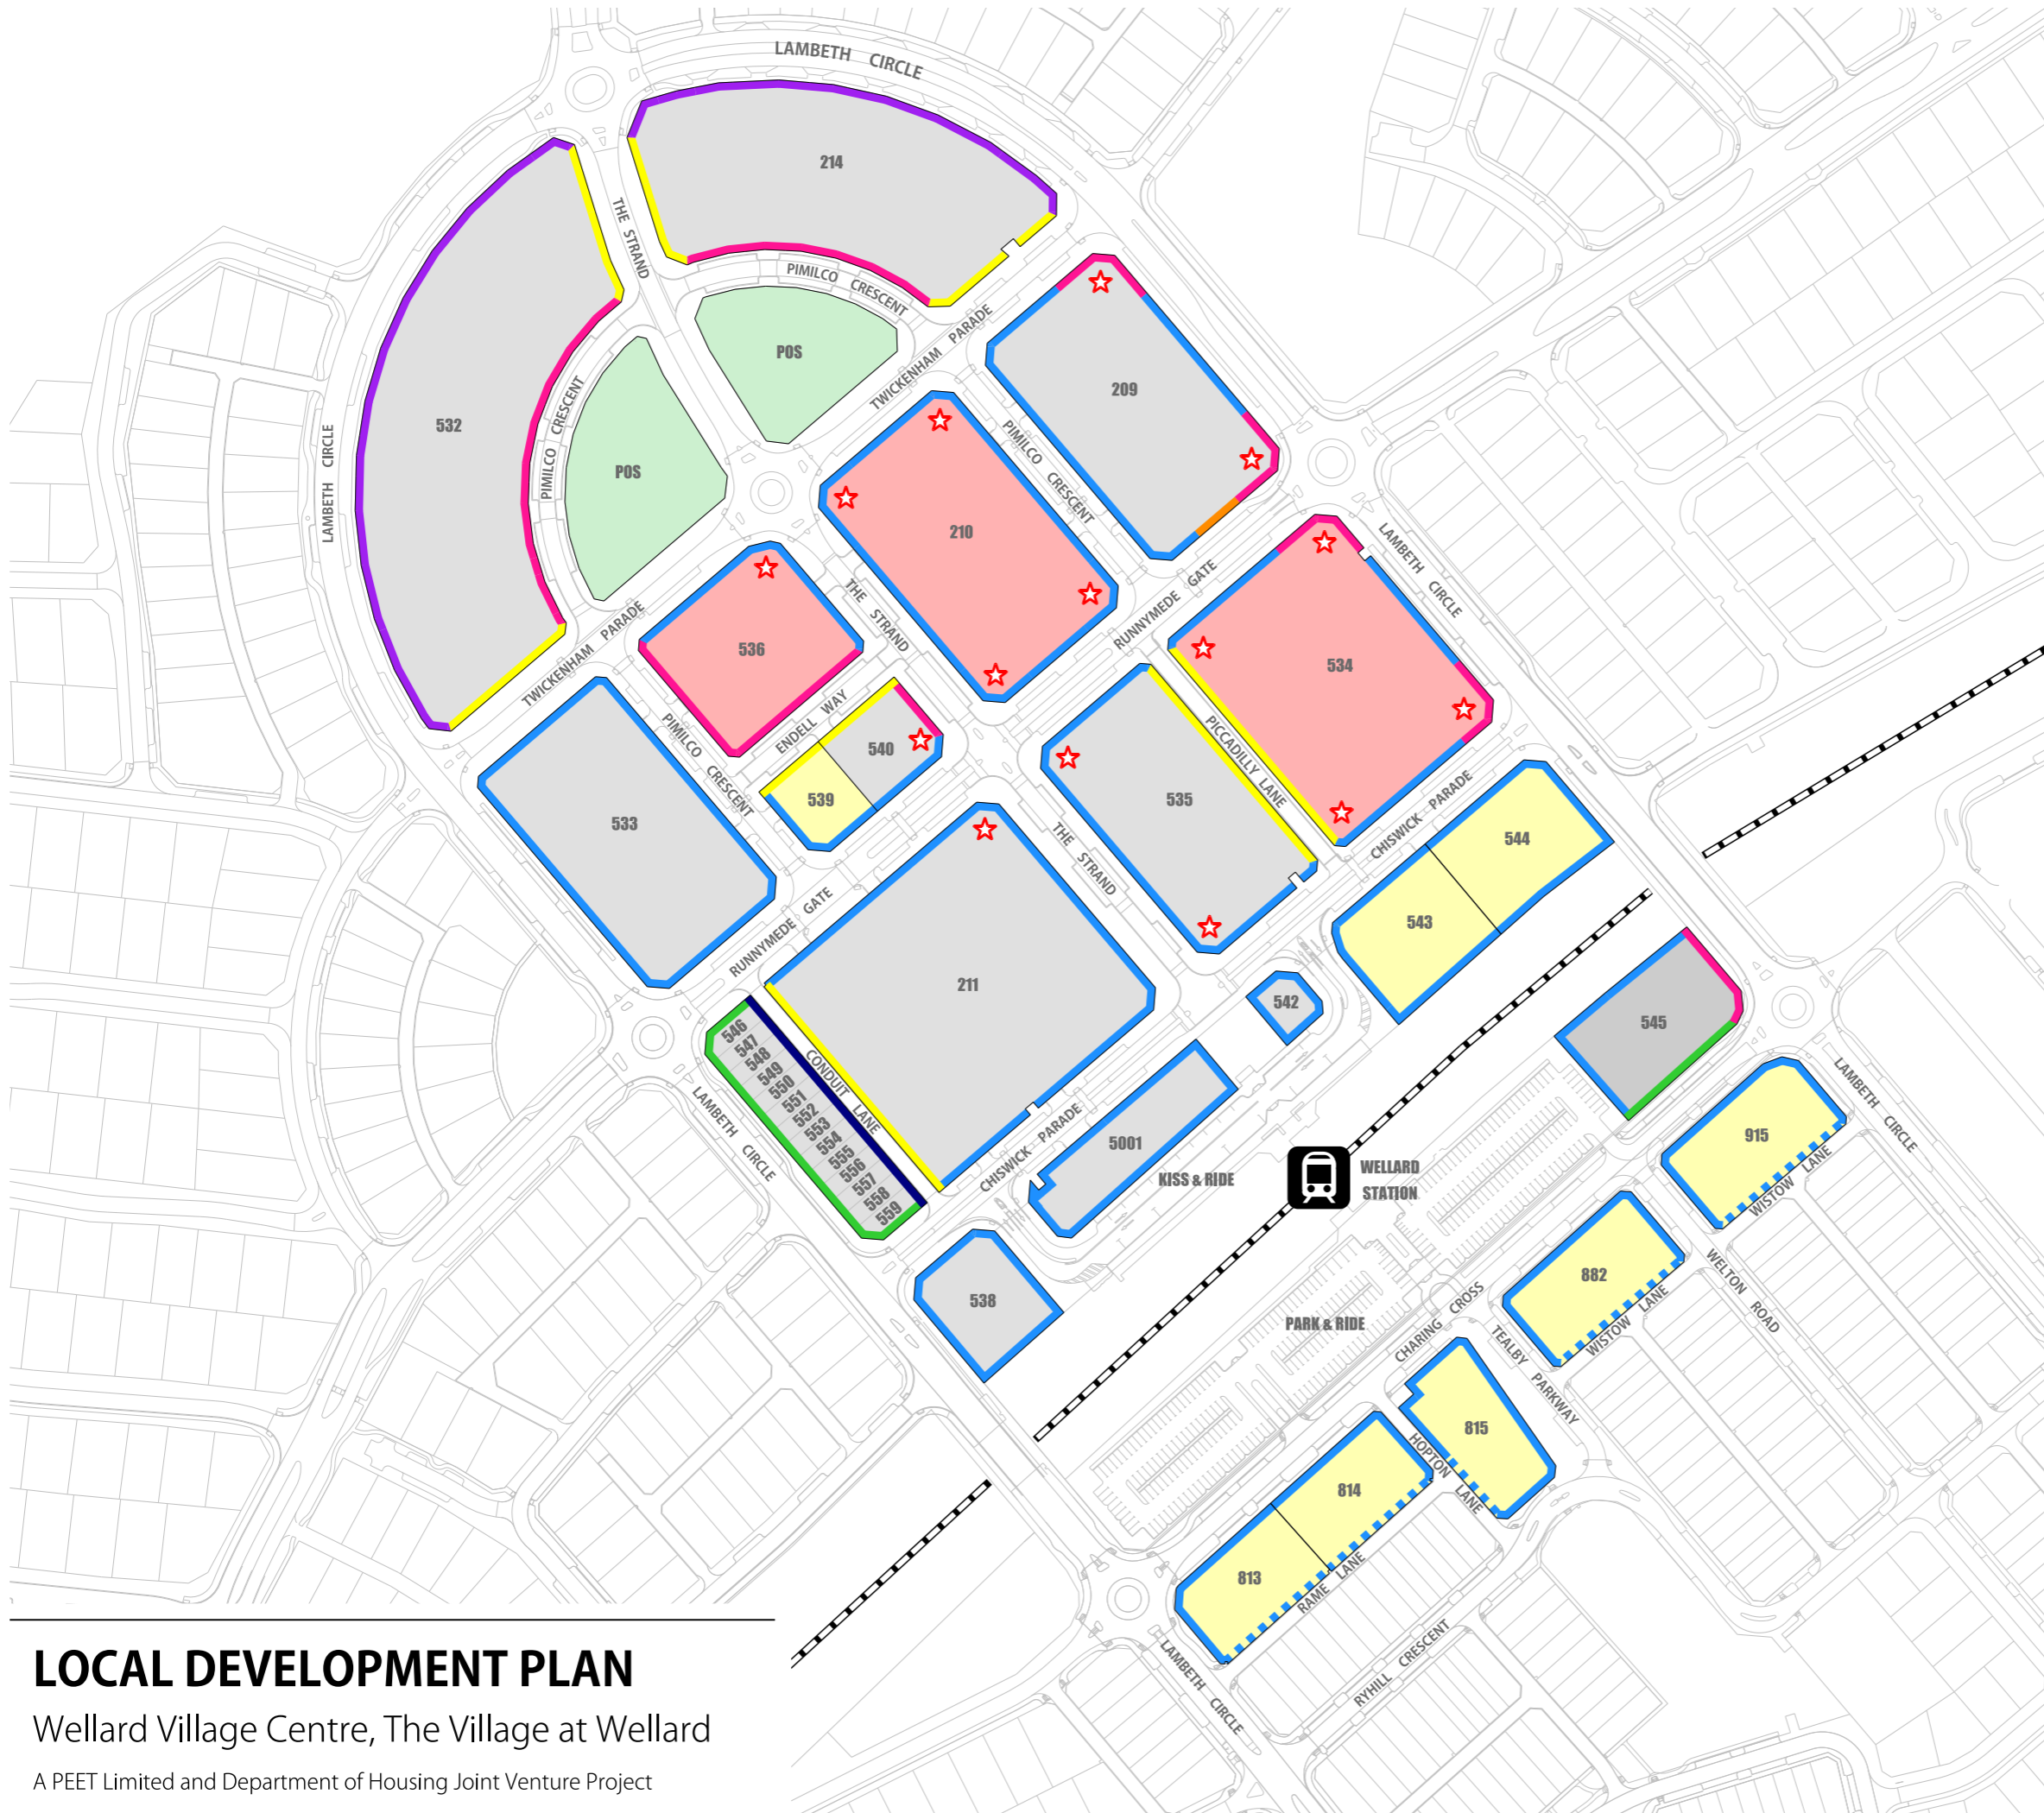 LAMBETH CIRCLE
214
THE STRAND
PIMILCO CRESCENT
POS
TWICKENHAM PARADE
209
532
LAMBETH CIRCLE
PIMILCO CRESCENT
POS
PIMILCO CRESCENT
210
LAMBETH CIRCLE
RUNNYMEDE GATE
THE STRAND
TWICKENHAM PARADE
536
534
ENDELL WAY
540
539
PIMILCO CRESCENT
533
535
PICCADILLY LANE
CHISWICK PARADE
THE STRAND
544
543
RUNNYMEDE GATE
211
542
545
546
547
548
549
550
551
552
553
554
555
556
557
558
559
CONDUIT LANE
LAMBETH CIRCLE
CHISWICK PARADE
5001
KISS & RIDE
WELLARD
STATION
LAMBETH CIRCLE
915
WISTOW LANE
538
882
WISTOW LANE
WELTON ROAD
PARK & RIDE
CHARING CROSS
TEALBY PARKWAY
815
HOPTON LANE
814
813
RAME LANE
RYHILL CRESCENT
LAMBETH CIRCLE
LOCAL DEVELOPMENT PLAN
Wellard Village Centre, The Village at Wellard
A PEET Limited and Department of Housing Joint Venture Project